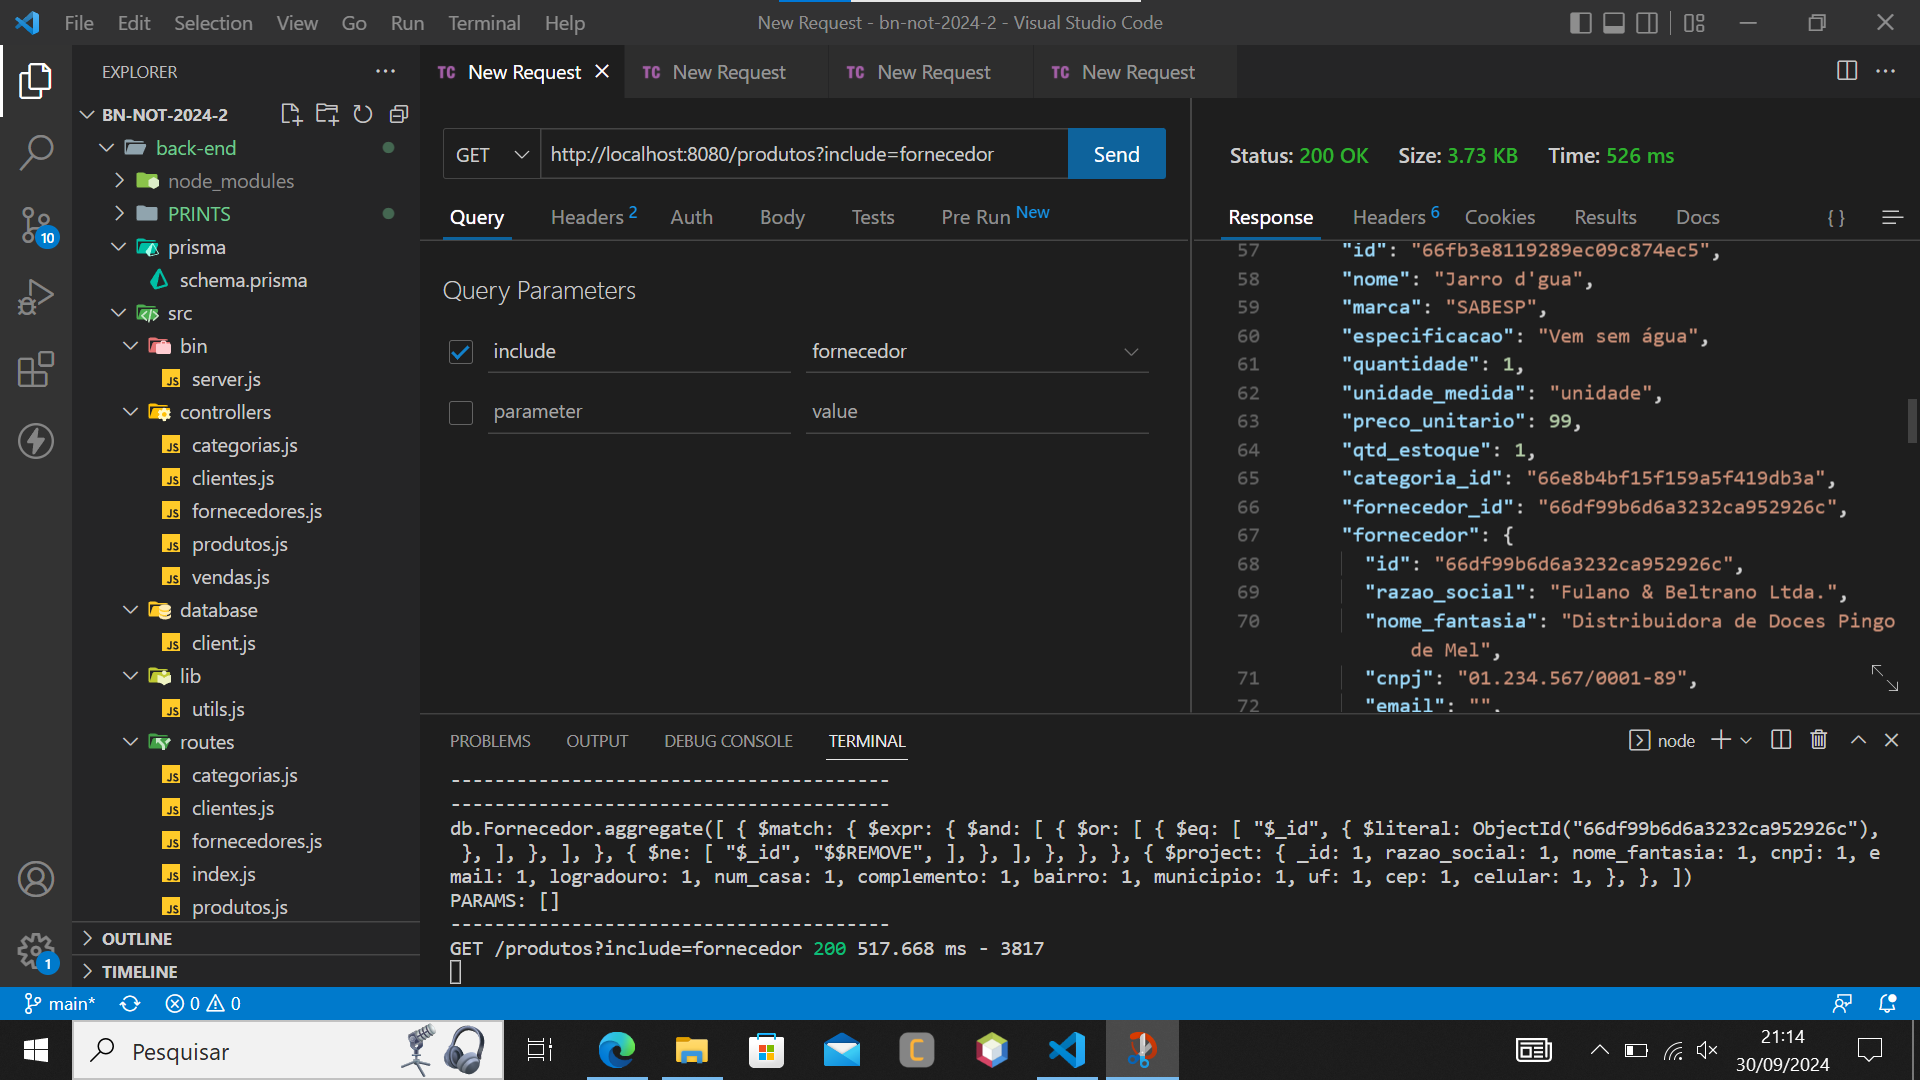 File Edit Selection View Go Run Terminal Help
New Request - bn-not-2024-2 - Visual Studio Code
EXPLORER
BN-NOT-2024-2
back-end
node_modules
PRINTS
prisma
schema.prisma
src
bin
server.js
controllers
categorias.js
clientes.js
fornecedores.js
produtos.js
vendas.js
database
client.js
lib
utils.js
routes
categorias.js
clientes.js
fornecedores.js
index.js
produtos.js
OUTLINE
TIMELINE
10
1
TC New Request
TC New Request
TC New Request
TC New Request
GET
http://localhost:8080/produtos?include=fornecedor
Send
Query Headers 2 Auth Body Tests Pre Run New
Query Parameters
include fornecedor
parameter value
Status: 200 OK Size: 3.73 KB Time: 526 ms
Response Headers 6 Cookies Results Docs { }
57 "id": "66fb3e8119289ec09c874ec5",
58 "nome": "Jarro d'gua",
59 "marca": "SABESP",
60 "especificacao": "Vem sem água",
61 "quantidade": 1,
62 "unidade_medida": "unidade",
63 "preco_unitario": 99,
64 "qtd_estoque": 1,
65 "categoria_id": "66e8b4bf15f159a5f419db3a",
66 "fornecedor_id": "66df99b6d6a3232ca952926c",
67 "fornecedor": {
68 "id": "66df99b6d6a3232ca952926c",
69 "razao_social": "Fulano & Beltrano Ltda.",
70 "nome_fantasia": "Distribuidora de Doces Pingo
de Mel",
71 "cnpj": "01.234.567/0001-89",
72 "email": "",
PROBLEMS OUTPUT DEBUG CONSOLE TERMINAL
node
----------------------------------------
----------------------------------------
db.Fornecedor.aggregate([ { $match: { $expr: { $and: [ { $or: [ { $eq: [ "$_id", { $literal: ObjectId("66df99b6d6a3232ca952926c"),
}, ], }, ], }, { $ne: [ "$_id", "$$REMOVE", ], }, ], }, }, }, { $project: { _id: 1, razao_social: 1, nome_fantasia: 1, cnpj: 1, e
mail: 1, logradouro: 1, num_casa: 1, complemento: 1, bairro: 1, municipio: 1, uf: 1, cep: 1, celular: 1, }, }, ])
PARAMS: []
----------------------------------------
GET /produtos?include=fornecedor 200 517.668 ms - 3817
main* 0 0
Pesquisar
C
21:14
30/09/2024